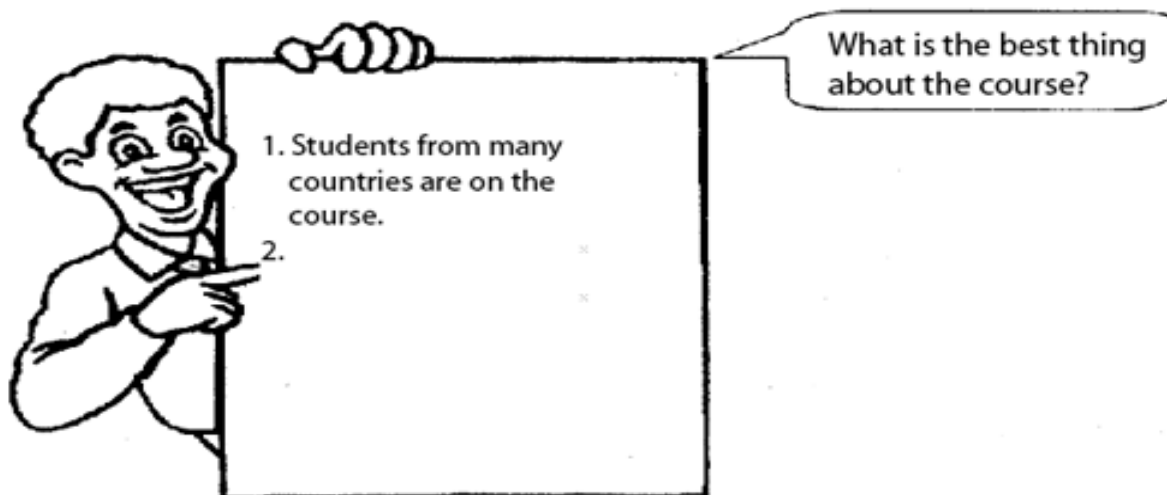 What is the best thing
about the course?
1. Students from many
countries are on the
course.
2.